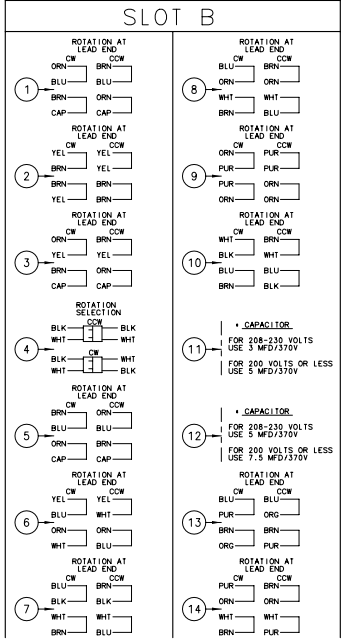 SLOT B
ROTATION AT
LEAD END
CW CCW
ORN BRN
BLU BLU
1
BRN ORN
CAP CAP
ROTATION AT
LEAD END
CW CCW
YEL YEL
BRN BRN
2
BRN YEL
YEL BRN
ROTATION AT
LEAD END
CW CCW
ORN BRN
YEL YEL
3
BRN ORN
CAP CAP
ROTATION
SELECTION
CCW
BLK BLK
WHT WHT
4
CW
BLK WHT
WHT BLK
ROTATION AT
LEAD END
CW CCW
BRN ORN
BLU BLU
5
ORN BRN
CAP CAP
ROTATION AT
LEAD END
CW CCW
YEL YEL
BLU WHT
6
ORN ORN
WHT BLU
ROTATION AT
LEAD END
CW CCW
BLU BRN
BLK BLK
7
WHT WHT
BRN BLU
ROTATION AT
LEAD END
CW CCW
BLU BRN
ORN ORN
8
WHT WHT
BRN BLU
ROTATION AT
LEAD END
CW CCW
ORN ORN
PUR PUR
9
PUR ORN
ORN PUR
ROTATION AT
LEAD END
CW CCW
WHT BRN
BLK BLK
10
BLU BLU
BRN WHT
* CAPACITOR
FOR 208-230 VOLTS
USE 3 MFD/370V
11
FOR 200 VOLTS OR LESS
USE 5 MFD/370V
* CAPACITOR
FOR 208-230 VOLTS
USE 5 MFD/370V
12
FOR 200 VOLTS OR LESS
USE 7.5 MFD/370V
ROTATION AT
LEAD END
CW CCW
BLU BLU
PUR ORG
13
BRN BRN
ORG PUR
ROTATION AT
LEAD END
CW CCW
PUR BRN
ORN ORN
14
WHT WHT
BRN PUR